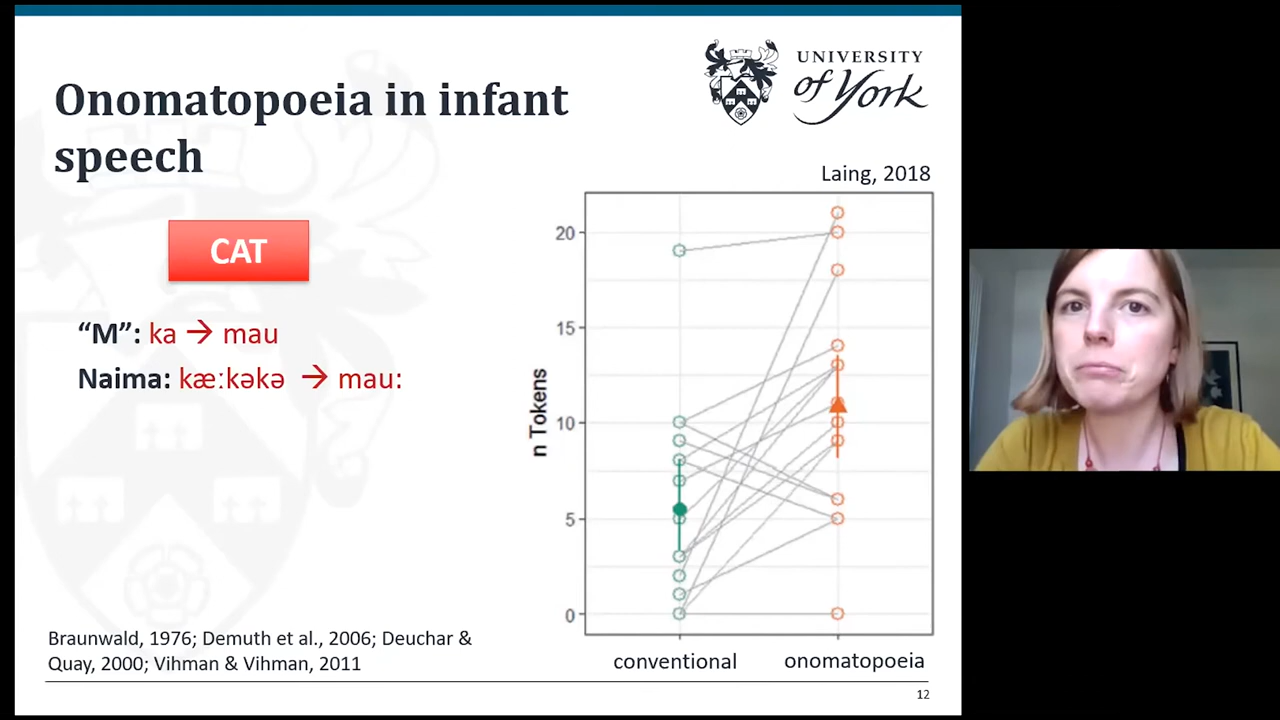 Onomatopoeia in infant
speech
UNIVERSITY
of York
Laing, 2018
CAT
“M”: ka → mau
Naima: kæːkəkə → mau:
n Tokens
20
15
10
5
0
conventional
onomatopoeia
Braunwald, 1976; Demuth et al., 2006; Deuchar &
Quay, 2000; Vihman & Vihman, 2011
12